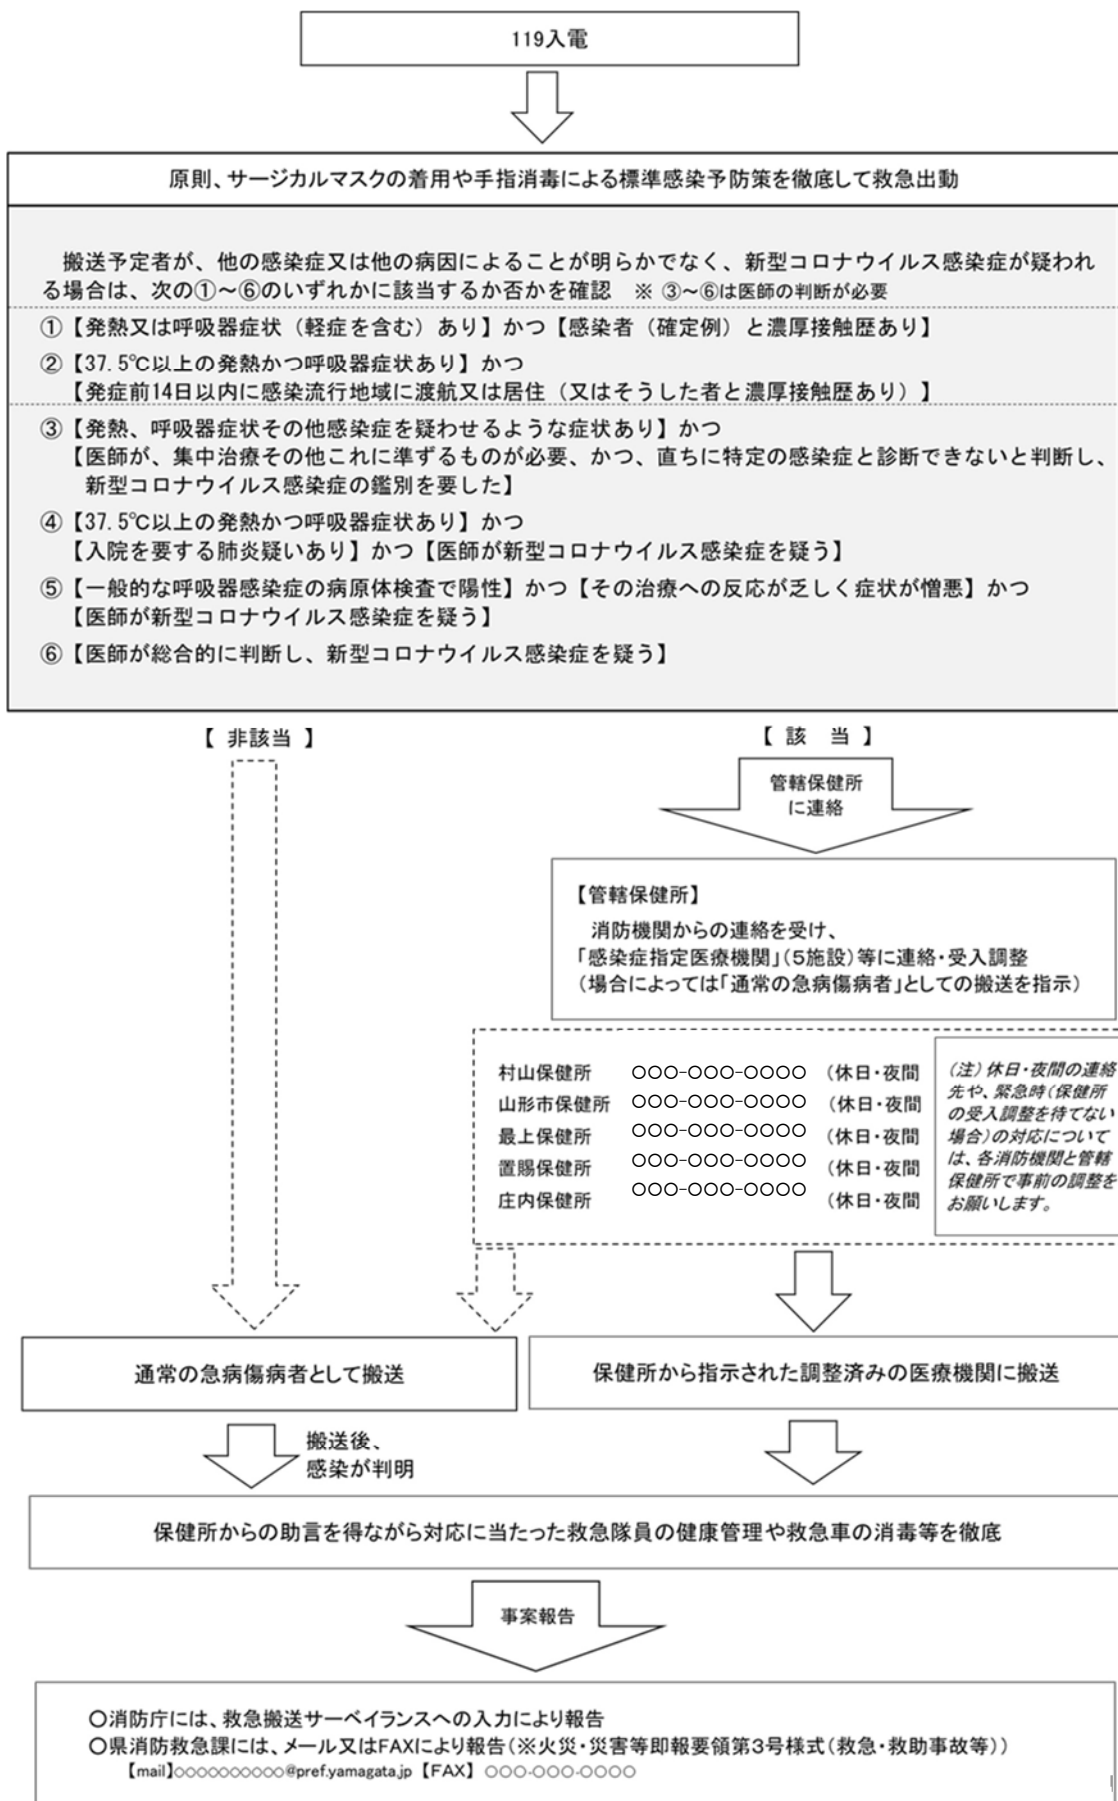 119入電
原則、サージカルマスクの着用や手指消毒による標準感染予防策を徹底して救急出動
搬送予定者が、他の感染症又は他の病因によることが明らかでなく、新型コロナウイルス感染症が疑われ
る場合は、次の①～⑥のいずれかに該当するか否かを確認　※ ③～⑥は医師の判断が必要
①【発熱又は呼吸器症状（軽症を含む）あり】かつ【感染者（確定例）と濃厚接触歴あり】
②【37.5℃以上の発熱かつ呼吸器症状あり】かつ
【発症前14日以内に感染流行地域に渡航又は居住（又はそうした者と濃厚接触歴あり）】
③【発熱、呼吸器症状その他感染症を疑わせるような症状あり】かつ
【医師が、集中治療その他これに準ずるものが必要、かつ、直ちに特定の感染症と診断できないと判断し、
新型コロナウイルス感染症の鑑別を要した】
④【37.5℃以上の発熱かつ呼吸器症状あり】かつ
【入院を要する肺炎疑いあり】かつ【医師が新型コロナウイルス感染症を疑う】
⑤【一般的な呼吸器感染症の病原体検査で陽性】かつ【その治療への反応が乏しく症状が憎悪】かつ
【医師が新型コロナウイルス感染症を疑う】
⑥【医師が総合的に判断し、新型コロナウイルス感染症を疑う】
【 非該当 】
【 該　当 】
管轄保健所
に連絡
【管轄保健所】
消防機関からの連絡を受け、
「感染症指定医療機関」(5施設)等に連絡・受入調整
(場合によっては「通常の急病傷病者」としての搬送を指示)
村山保健所　○○○-○○○-○○○○　(休日・夜間
山形市保健所　○○○-○○○-○○○○　(休日・夜間
最上保健所　○○○-○○○-○○○○　(休日・夜間
置賜保健所　○○○-○○○-○○○○　(休日・夜間
庄内保健所　○○○-○○○-○○○○　(休日・夜間
(注)休日・夜間の連絡
先や、緊急時(保健所
の受入調整を待てない
場合)の対応について
は、各消防機関と管轄
保健所で事前の調整を
お願いします。
通常の急病傷病者として搬送
保健所から指示された調整済みの医療機関に搬送
搬送後、
感染が判明
保健所からの助言を得ながら対応に当たった救急隊員の健康管理や救急車の消毒等を徹底
事案報告
○消防庁には、救急搬送サーベイランスへの入力により報告
○県消防救急課には、メール又はFAXにより報告(※火災・災害等即報要領第3号様式(救急・救助事故等))
【mail】○○○○○○○○○○@pref.yamagata.jp 【FAX】 ○○○-○○○-○○○○